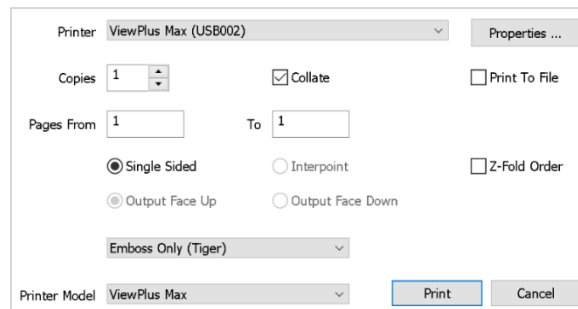 Printer ViewPlus Max (USB002) Properties ...
Copies 1 Collate Print To File
Pages From 1 To 1
Single Sided Interpoint Z-Fold Order
Output Face Up Output Face Down
Emboss Only (Tiger)
Printer Model ViewPlus Max Print Cancel